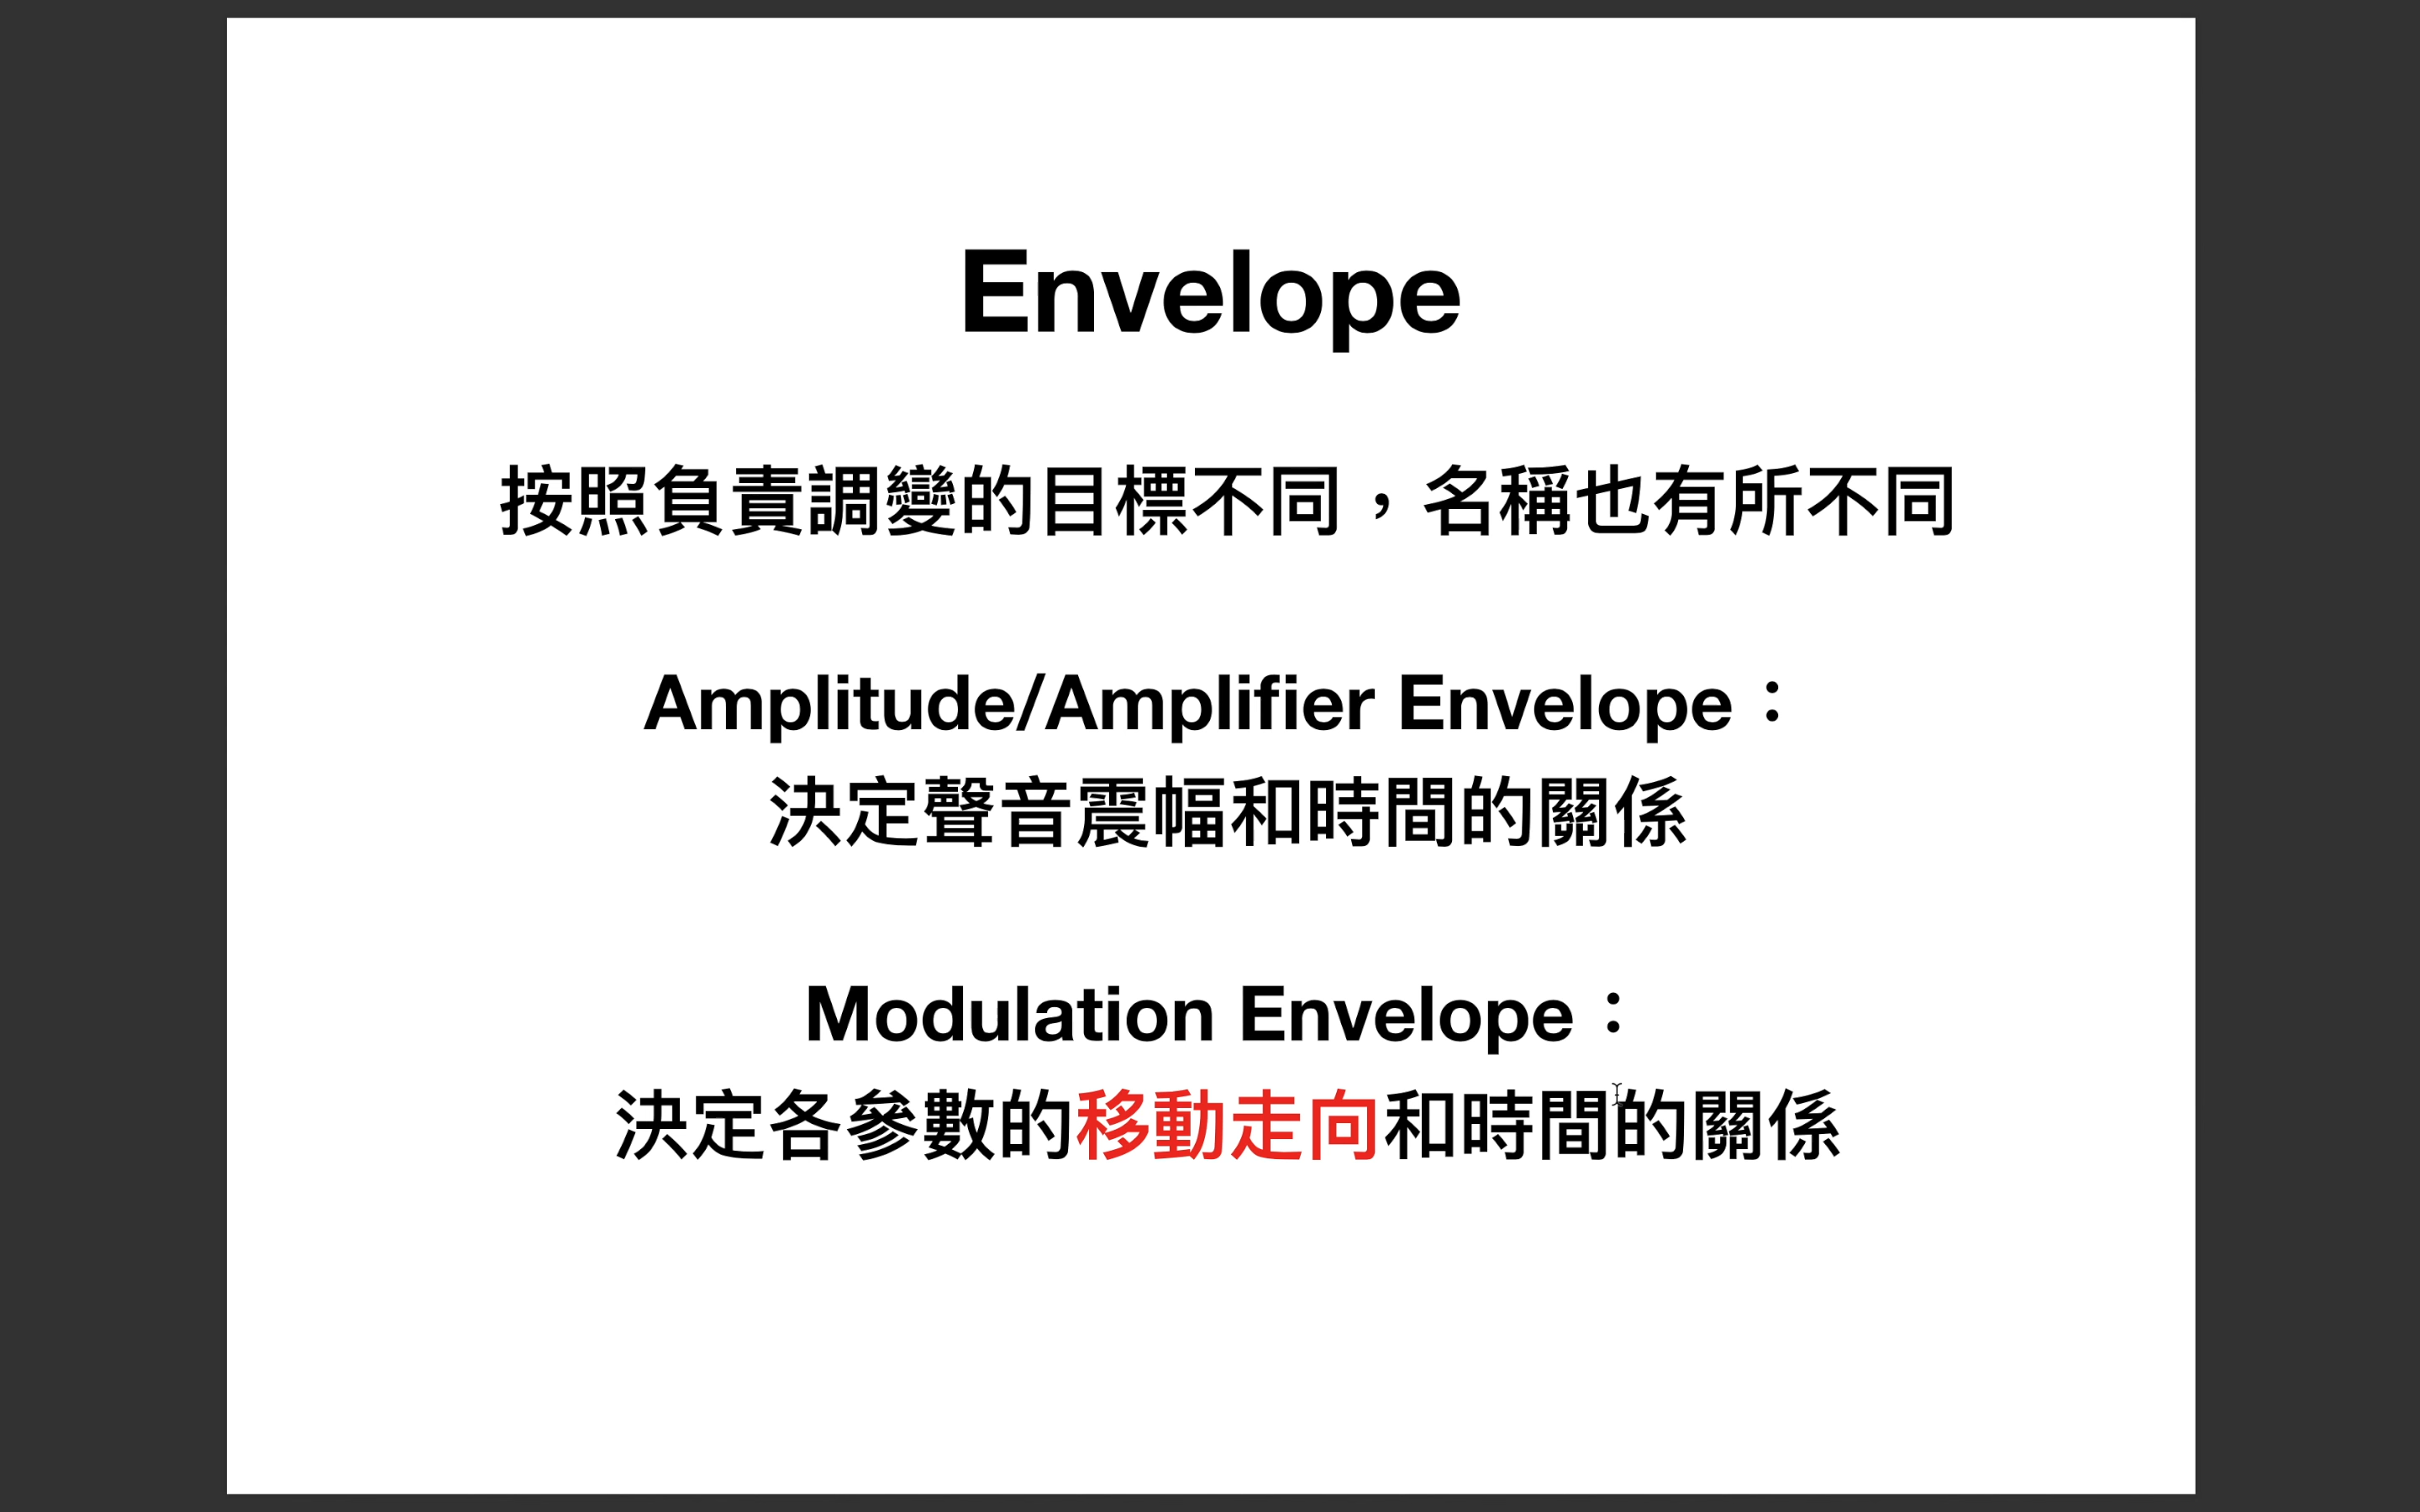 Envelope
按照負責調變的目標不同，名稱也有所不同
Amplitude/Amplifier Envelope：
決定聲音震幅和時間的關係
Modulation Envelope：
決定各參數的移動走向和時間的關係